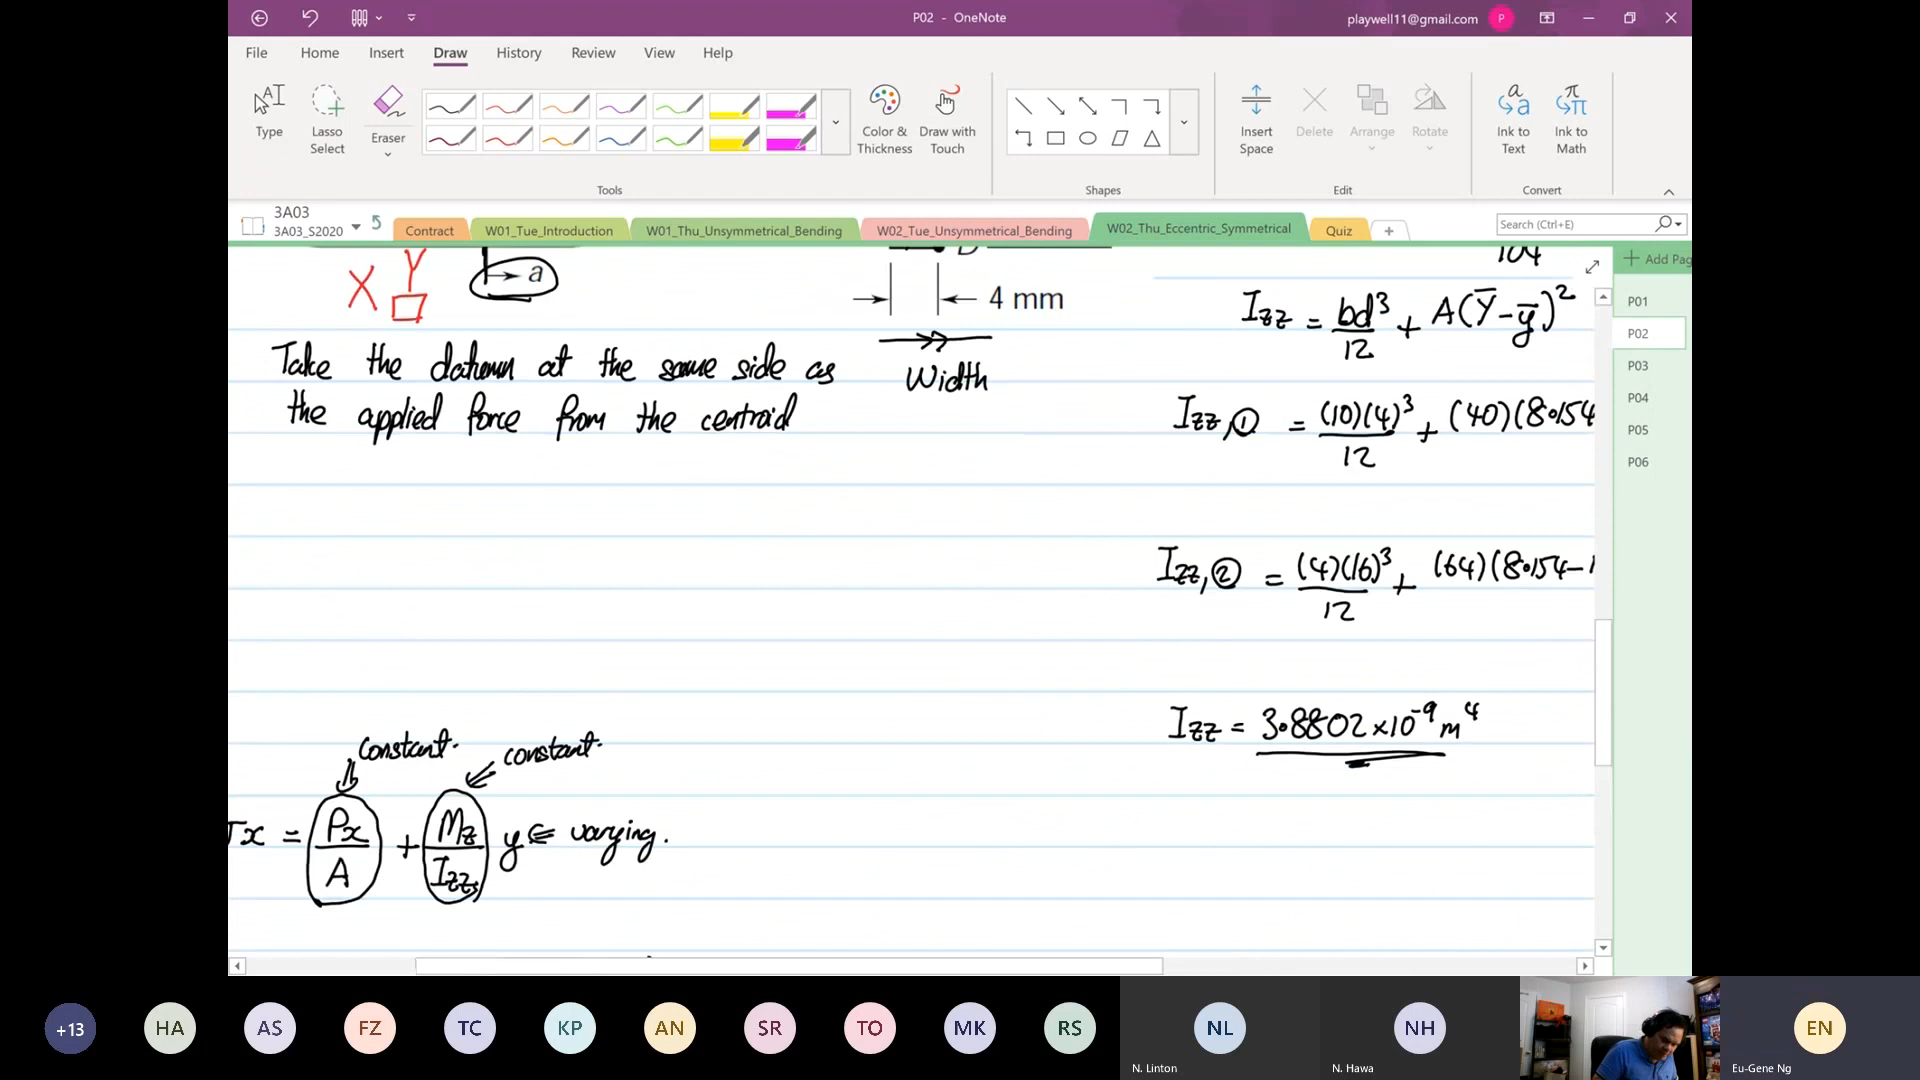 P02 - OneNote
playwell11@gmail.com
P
File Home Insert Draw History Review View Help
Type
Lasso Select
Eraser
Color & Thickness
Draw with Touch
Insert Space
Delete
Arrange
Rotate
Ink to Text
Ink to Math
Tools
Shapes
Edit
Convert
3A03
3A03_S2020
Contract
W01_Tue_Introduction
W01_Thu_Unsymmetrical_Bending
W02_Tue_Unsymmetrical_Bending
W02_Thu_Eccentric_Symmetrical
Quiz
Search (Ctrl+E)
Add Pag
P01
P02
P03
P04
P05
P06
X Y
a
4 mm
Width
Take the datum at the same side as
the applied force from the centroid
104
Izz = bd³/12 + A(Ȳ-ȳ)²
Izz,① = (10)(4)³/12 + (40)(8.154
Izz,② = (4)(16)³/12 + (64)(8.154-1
Izz = 3.8802×10⁻⁹ m⁴
constant. constant.
x = Px/A + Mz/Izz y ⇐ varying.
+13
HA
AS
FZ
TC
KP
AN
SR
TO
MK
RS
NL
N. Linton
NH
N. Hawa
EN
Eu-Gene Ng